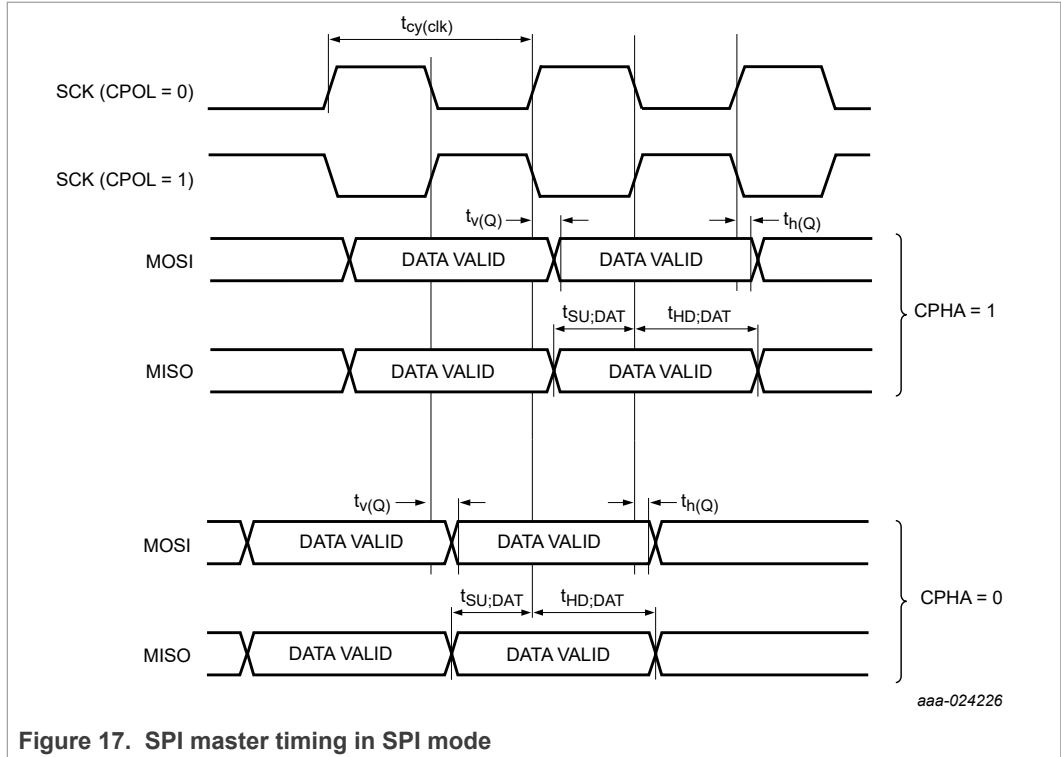 tcy(clk)
SCK (CPOL = 0)
SCK (CPOL = 1)
tv(Q)
th(Q)
MOSI
DATA VALID
DATA VALID
tSU;DAT
tHD;DAT
CPHA = 1
MISO
DATA VALID
DATA VALID
tv(Q)
th(Q)
MOSI
DATA VALID
DATA VALID
tSU;DAT
tHD;DAT
CPHA = 0
MISO
DATA VALID
DATA VALID
aaa-024226
Figure 17. SPI master timing in SPI mode